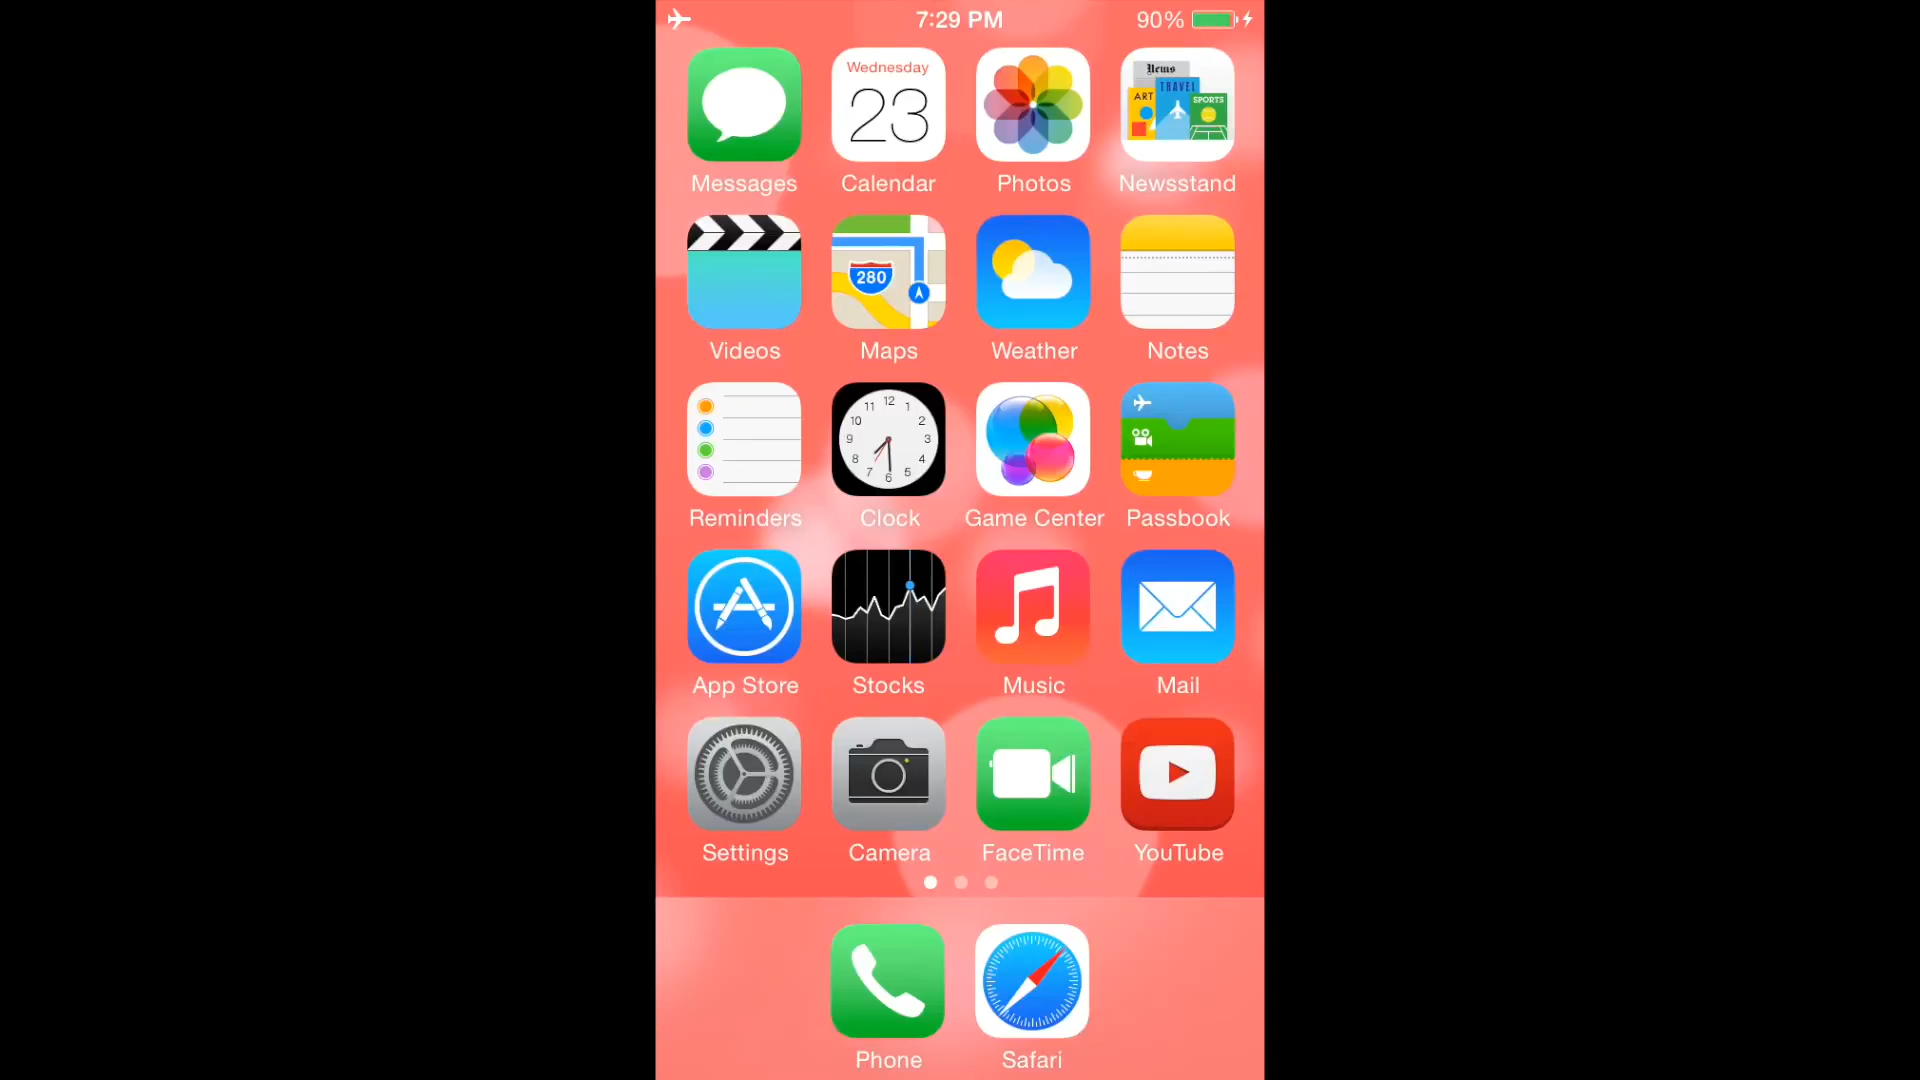 7:29 PM 90%
Wednesday
23
News
ART TRAVEL SPORTS
Messages Calendar Photos Newsstand
280
Videos Maps Weather Notes
12
11 1
10 2
9 3
8 4
7 5
6
Reminders Clock Game Center Passbook
App Store Stocks Music Mail
Settings Camera FaceTime YouTube
Phone Safari